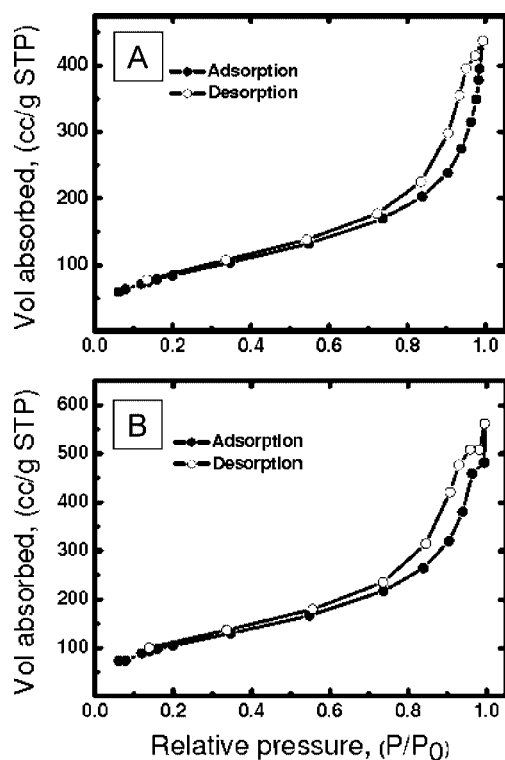 A
Adsorption
Desorption
Vol absorbed, (cc/g STP)
400
300
200
100
0.0 0.2 0.4 0.6 0.8 1.0
B
Adsorption
Desorption
Vol absorbed, (cc/g STP)
600
500
400
300
200
100
0
0.0 0.2 0.4 0.6 0.8 1.0
Relative pressure, (P/P0)